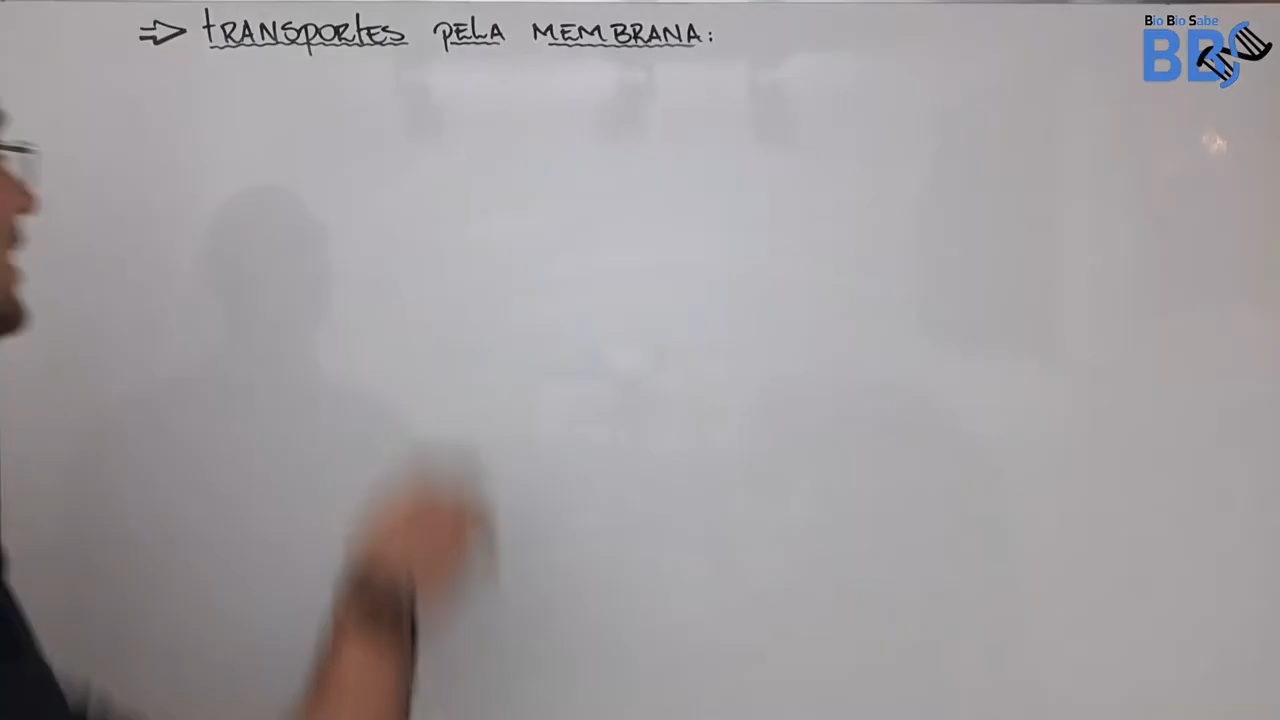 ⇒ TRANSPORTES PELA MEMBRANA:
Bio Bio Sabe
BBS